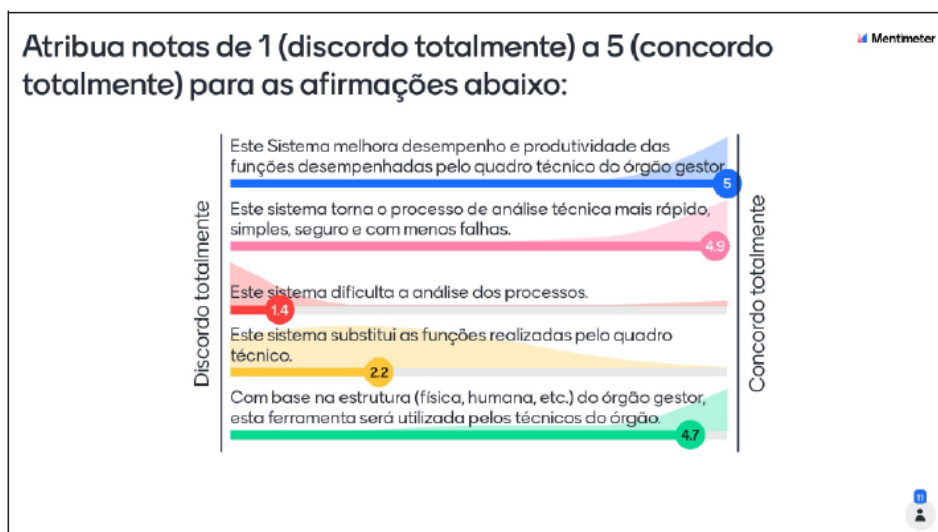 Atribua notas de 1 (discordo totalmente) a 5 (concordo
totalmente) para as afirmações abaixo:
Mentimeter
Discordo totalmente
Este Sistema melhora desempenho e produtividade das
funções desempenhadas pelo quadro técnico do órgão gestor
5
Este sistema torna o processo de análise técnica mais rápido,
simples, seguro e com menos falhas.
4.9
Este sistema dificulta a análise dos processos.
1.4
Este sistema substitui as funções realizadas pelo quadro
técnico.
2.2
Com base na estrutura (física, humana, etc.) do órgão gestor,
esta ferramenta será utilizada pelos técnicos do órgão.
4.7
Concordo totalmente
11